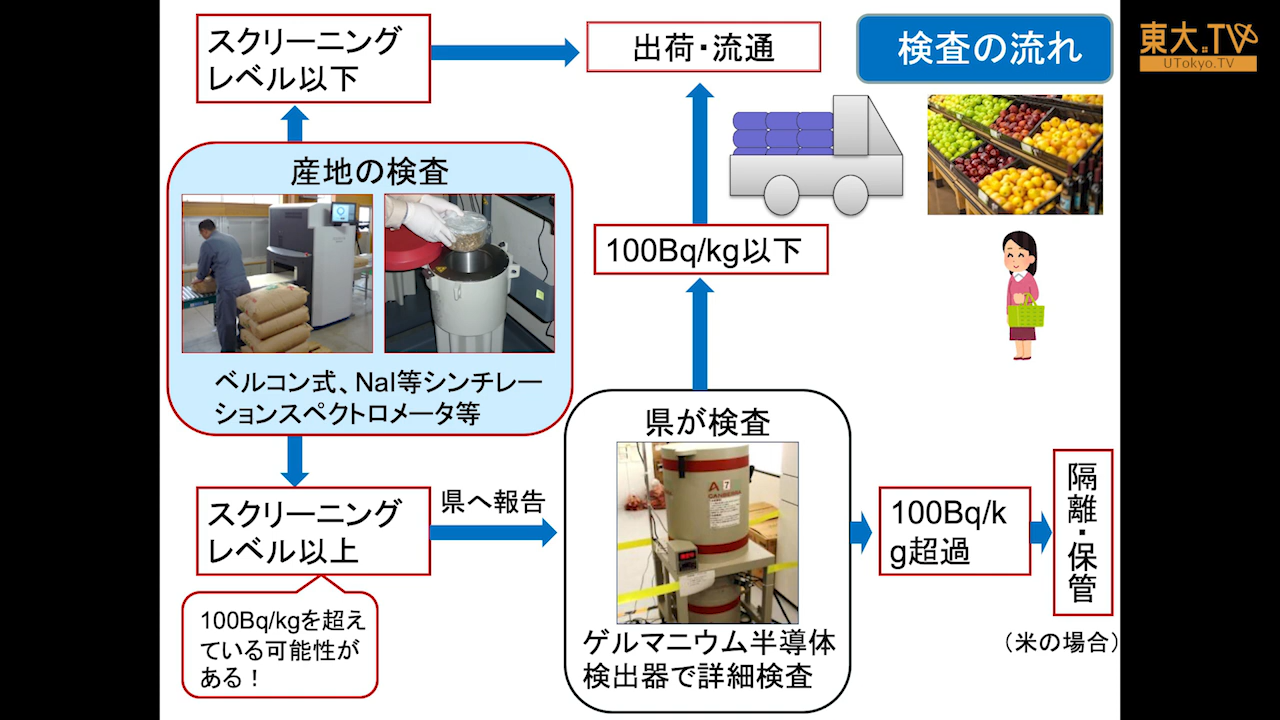 スクリーニング
レベル以下
出荷・流通
検査の流れ
東大.TV
UTokyo.TV
産地の検査
100Bq/kg以下
ベルコン式、NaI等シンチレー
ションスペクトロメータ等
県が検査
スクリーニング
レベル以上
県へ報告
100Bq/k
g超過
隔離・保管
100Bq/kgを超え
ている可能性が
ある！
ゲルマニウム半導体
検出器で詳細検査
（米の場合）